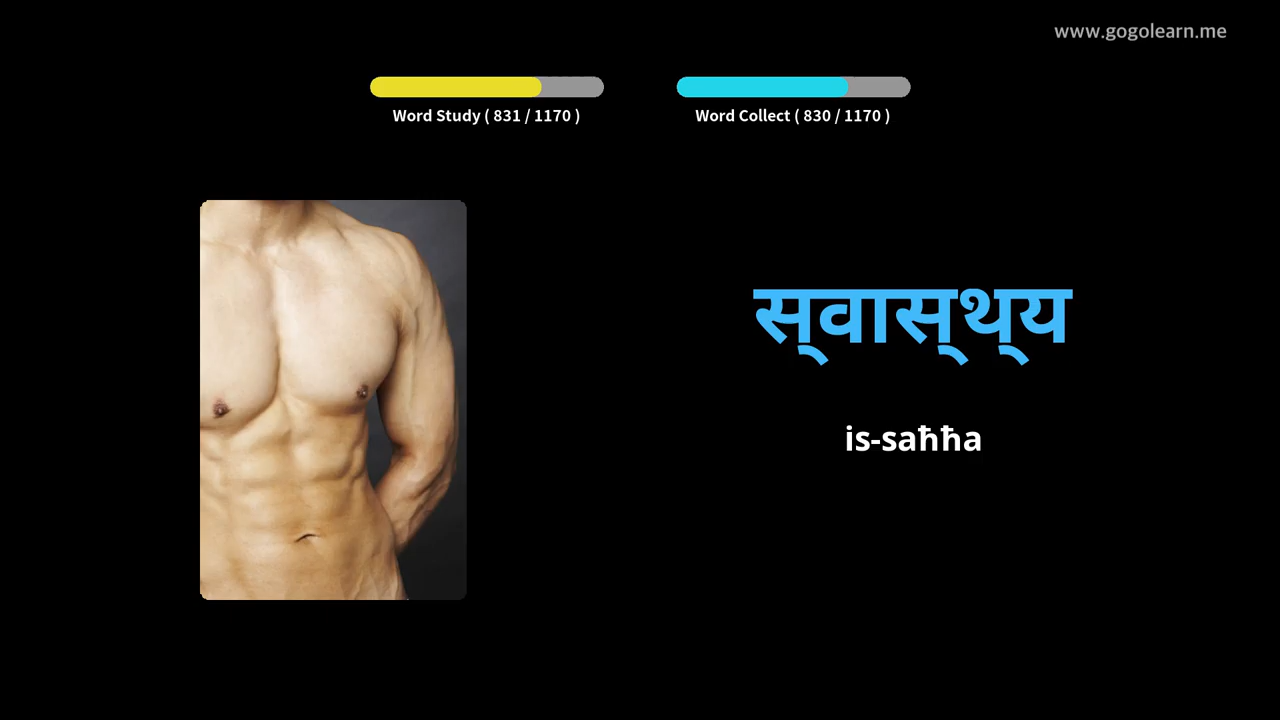 www.gogolearn.me
Word Study ( 831 / 1170 )
Word Collect ( 830 / 1170 )
स्‌वास्‌थ्‌य
is-saħħa